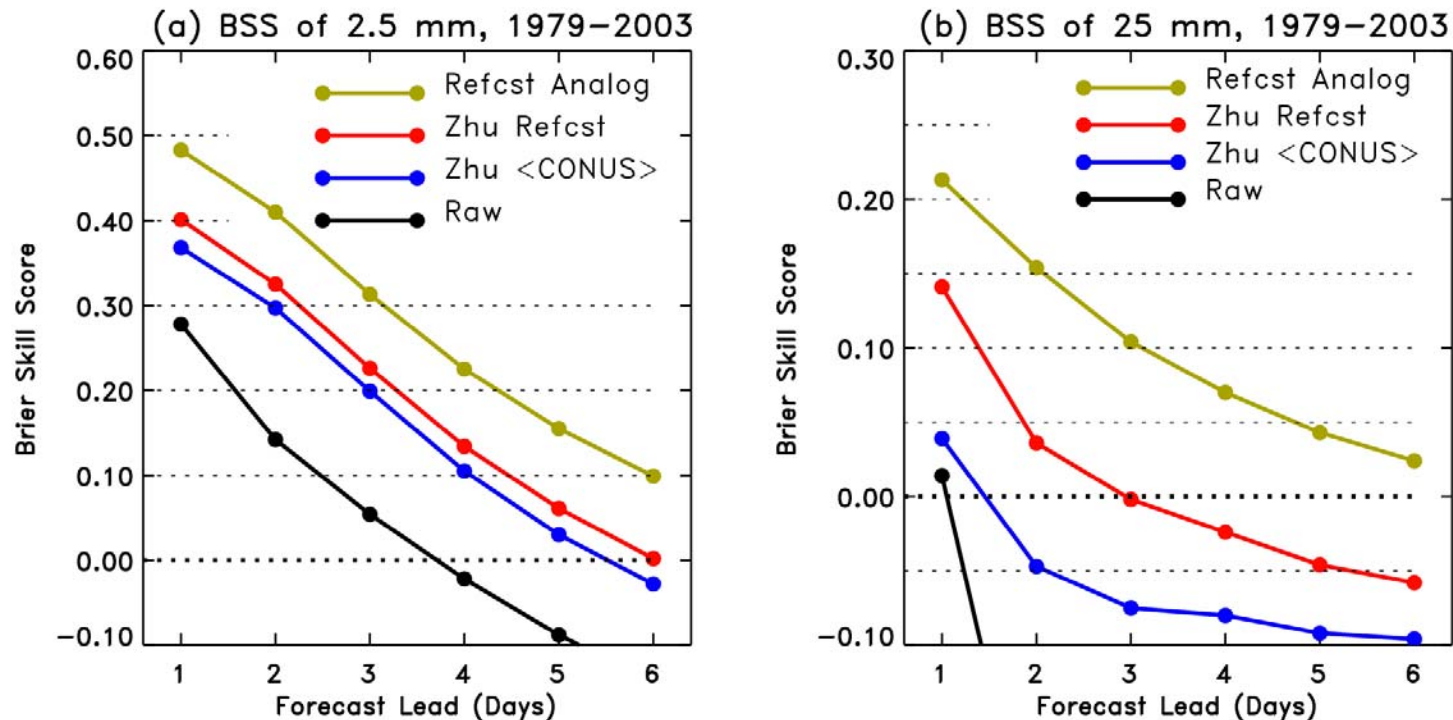 (a) BSS of 2.5 mm, 1979–2003
0.60
0.50
0.40
0.30
0.20
0.10
0.00
−0.10
Brier Skill Score
Refcst Analog
Zhu Refcst
Zhu <CONUS>
Raw
1 2 3 4 5 6
Forecast Lead (Days)
(b) BSS of 25 mm, 1979–2003
0.30
0.20
0.10
0.00
−0.10
Brier Skill Score
Refcst Analog
Zhu Refcst
Zhu <CONUS>
Raw
1 2 3 4 5 6
Forecast Lead (Days)